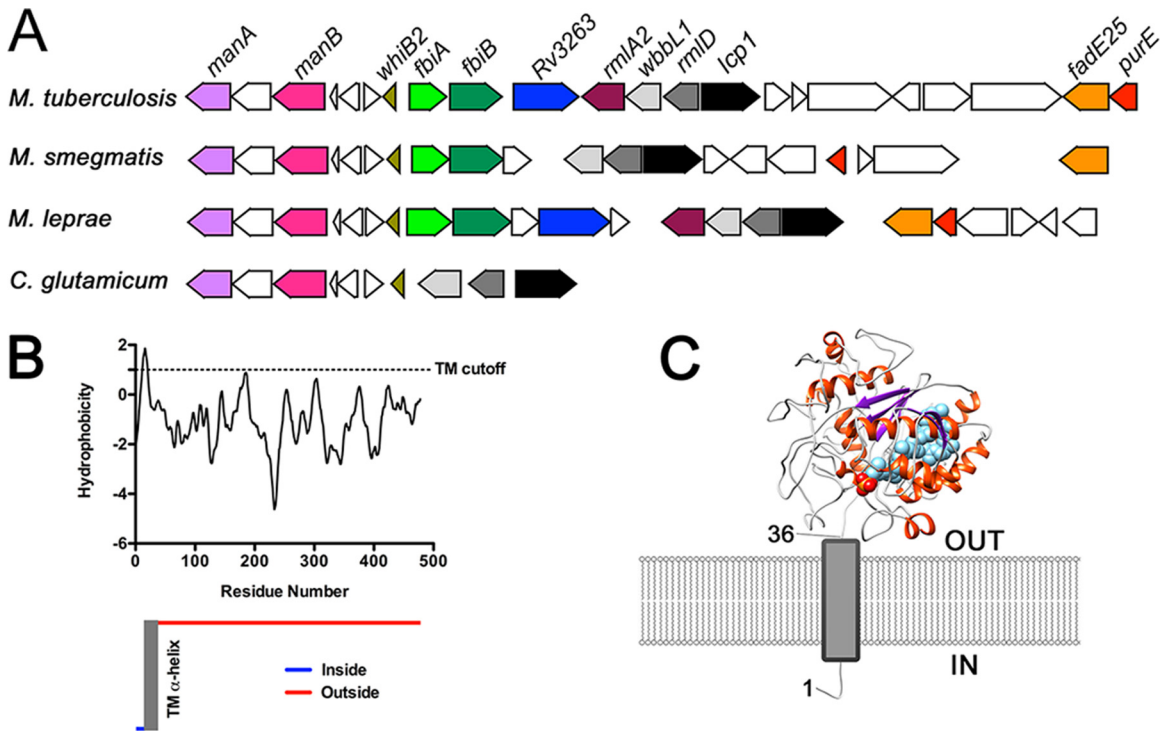 A
manA manB whiB2 fbiA fbiB Rv3263 rmlA2 wbbL1 rmlD lcp1 fadE25 purE
M. tuberculosis
M. smegmatis
M. leprae
C. glutamicum
B
2
0
-2
-4
-6
Hydrophobicity
TM cutoff
0 100 200 300 400 500
Residue Number
TM α-helix
Inside
Outside
C
36
OUT
IN
1